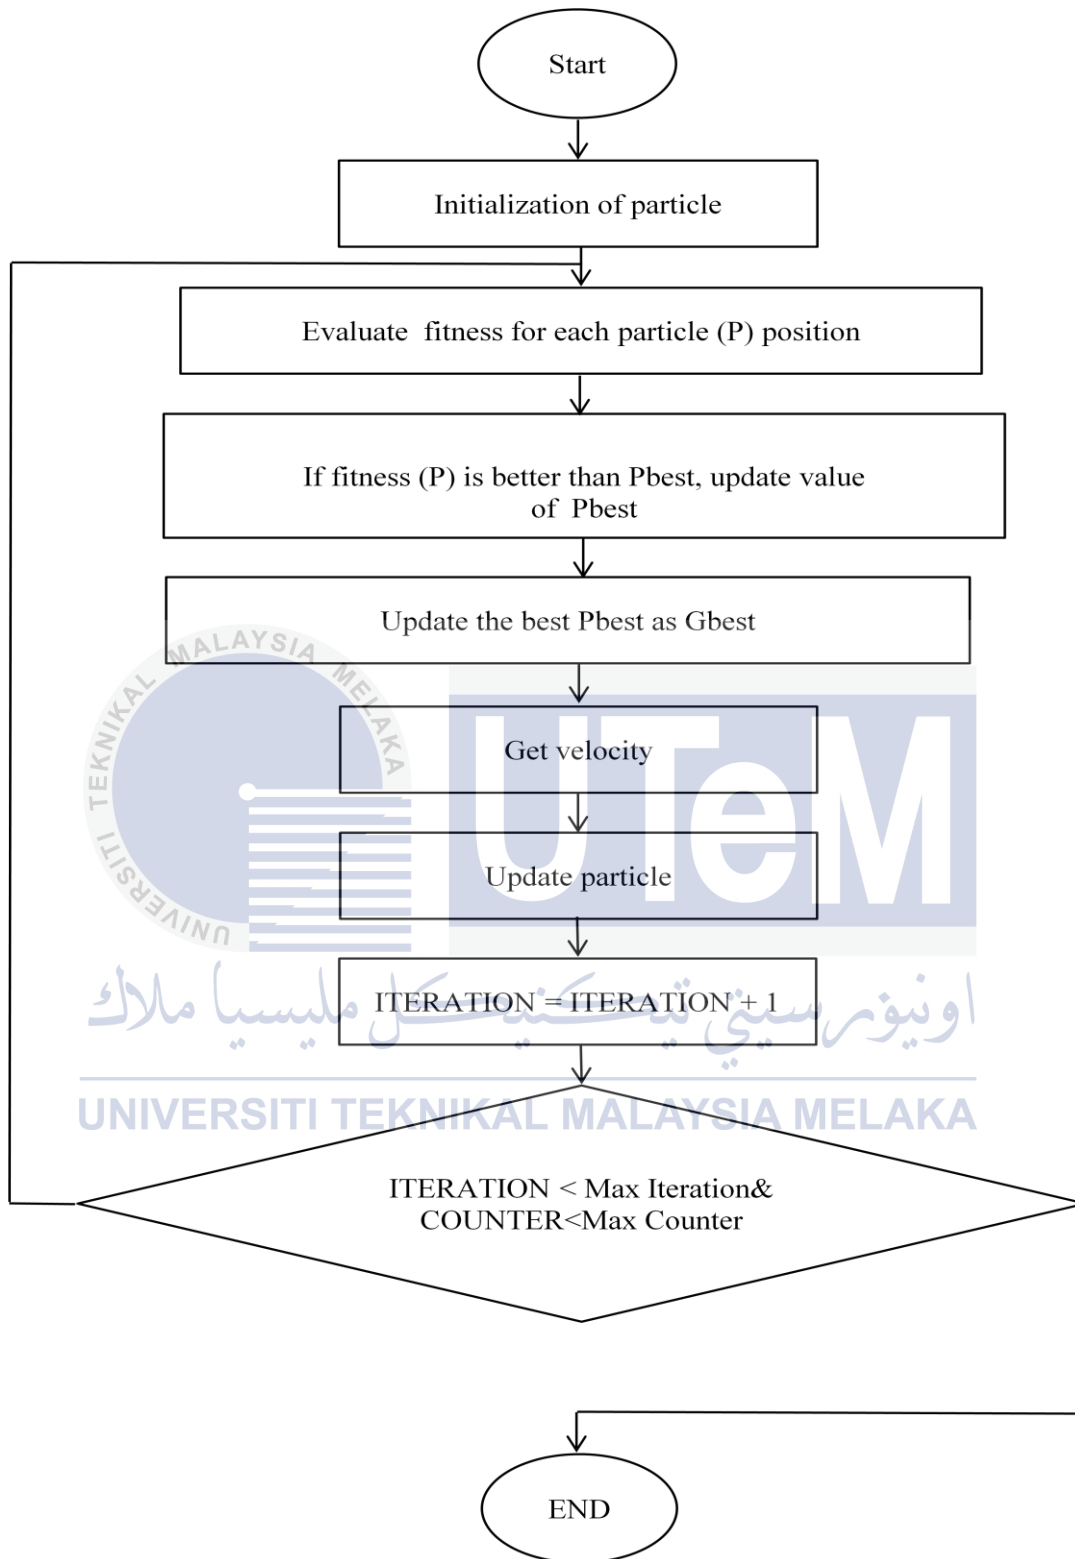 Start
Initialization of particle
Evaluate fitness for each particle (P) position
If fitness (P) is better than Pbest, update value
of Pbest
Update the best Pbest as Gbest
UNIVERSITI TEKNIKAL MALAYSIA MELAKA
UTeM
Get velocity
Update particle
ITERATION = ITERATION + 1
اونيۏرسيتي تيكنيكل مليسيا ملاك
UNIVERSITI TEKNIKAL MALAYSIA MELAKA
ITERATION < Max Iteration&
COUNTER<Max Counter
END